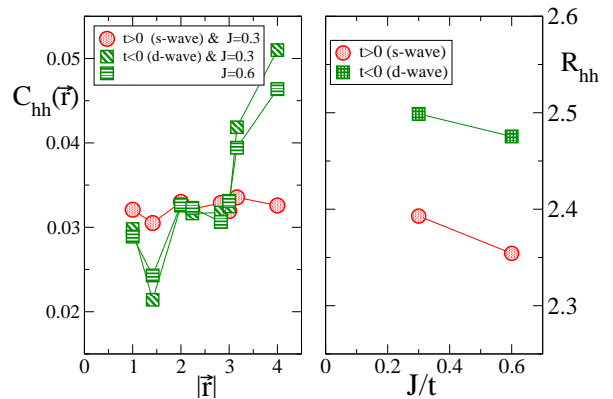 t>0 (s-wave) & J=0.3
t<0 (d-wave) & J=0.3
J=0.6
C_hh(r⃗)
0.05
0.04
0.03
0.02
0 1 2 3 4
|r⃗|
t>0 (s-wave)
t<0 (d-wave)
2.6
R_hh
2.5
2.4
2.3
0 0.2 0.4 0.6
J/t